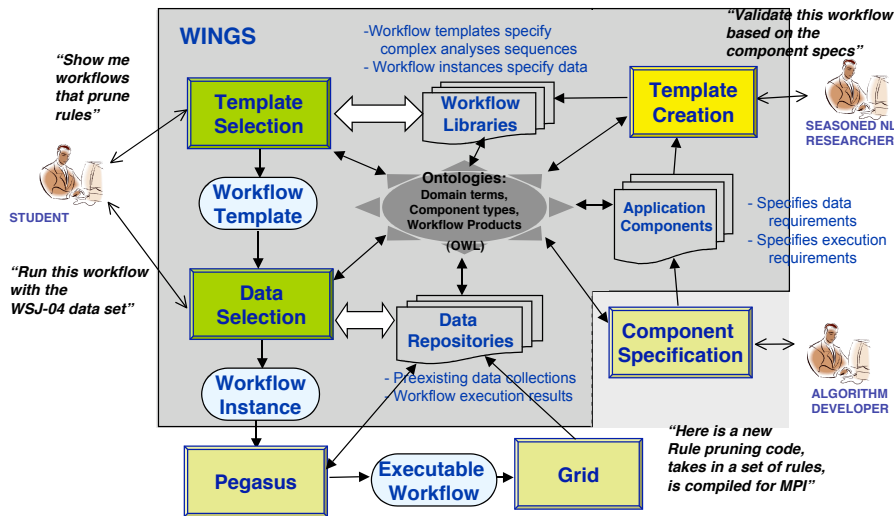 WINGS
-Workflow templates specify
complex analyses sequences
- Workflow instances specify data
"Validate this workflow
based on the
component specs"
"Show me
workflows
that prune
rules"
Template
Selection
Workflow
Libraries
Template
Creation
SEASONED NL
RESEARCHER
STUDENT
Workflow
Template
Ontologies:
Domain terms,
Component types,
Workflow Products
(OWL)
Application
Components
- Specifies data
requirements
- Specifies execution
requirements
"Run this workflow
with the
WSJ-04 data set"
Data
Selection
Data
Repositories
Component
Specification
- Preexisting data collections
- Workflow execution results
Workflow
Instance
ALGORITHM
DEVELOPER
"Here is a new
Rule pruning code,
takes in a set of rules,
is compiled for MPI"
Pegasus
Executable
Workflow
Grid